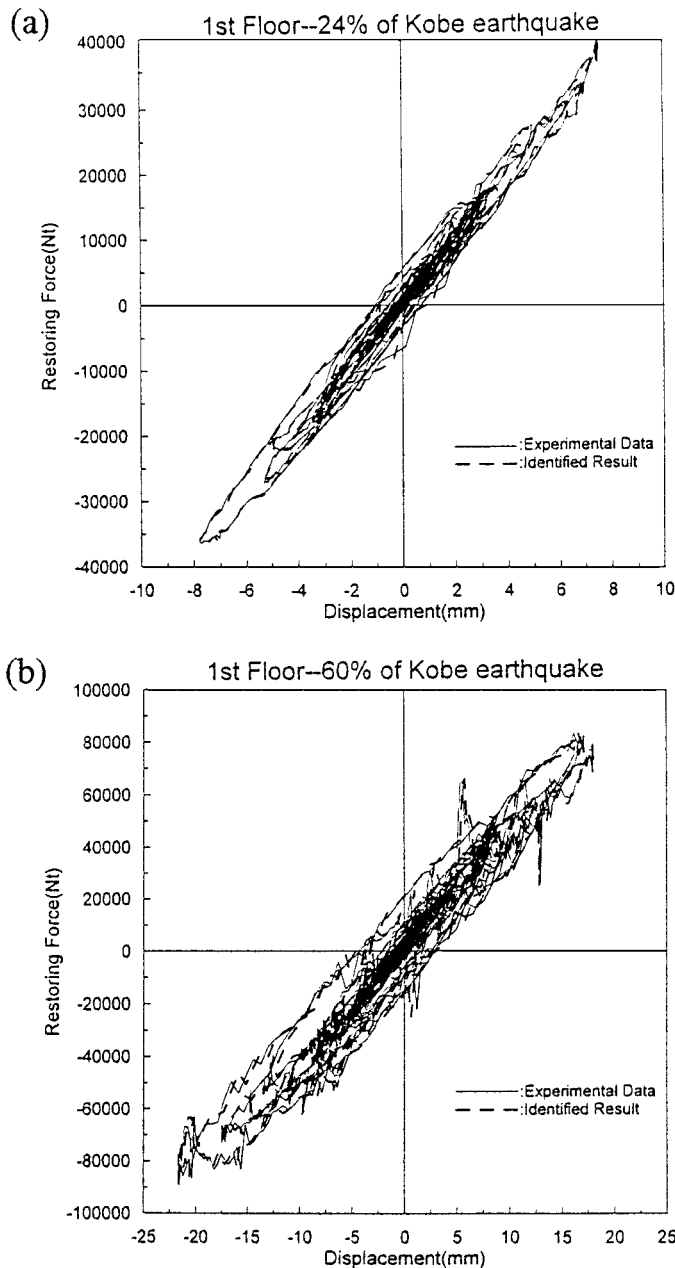 (a)
1st Floor--24% of Kobe earthquake
40000
30000
20000
10000
0
-10000
-20000
-30000
-40000
Restoring Force(Nt)
:Experimental Data
:Identified Result
-10 -8 -6 -4 -2 0 2 4 6 8 10
Displacement(mm)
(b)
1st Floor--60% of Kobe earthquake
100000
80000
60000
40000
20000
0
-20000
-40000
-60000
-80000
-100000
Restoring Force(Nt)
:Experimental Data
:Identified Result
-25 -20 -15 -10 -5 0 5 10 15 20 25
Displacement(mm)